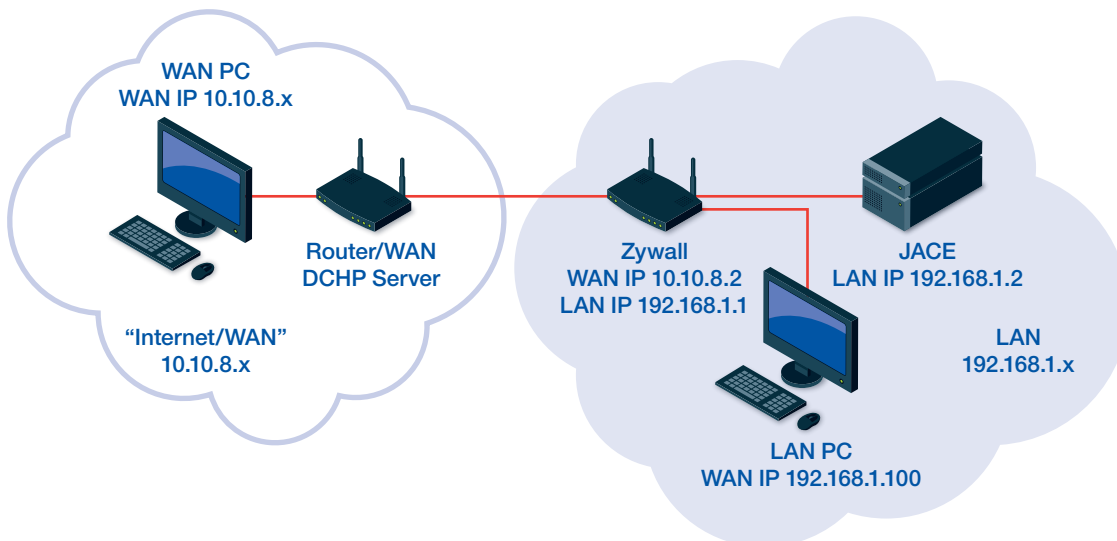 WAN PC
WAN IP 10.10.8.x
Router/WAN
DCHP Server
“Internet/WAN”
10.10.8.x
Zywall
WAN IP 10.10.8.2
LAN IP 192.168.1.1
JACE
LAN IP 192.168.1.2
LAN
192.168.1.x
LAN PC
WAN IP 192.168.1.100